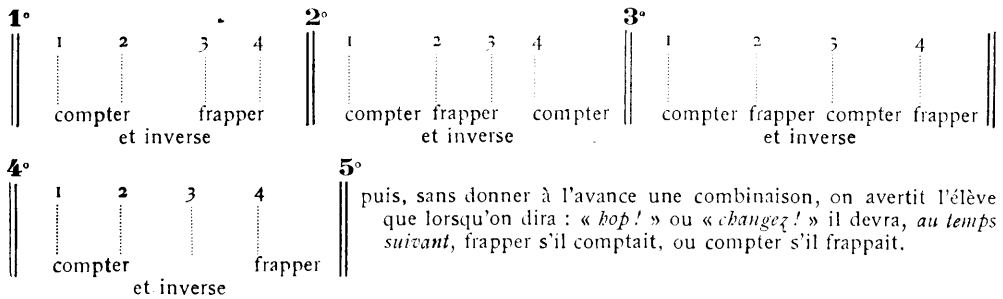 1° 2° 3°
1 2 3 4 1 2 3 4 1 2 3 4
compter frapper compter frapper compter compter frapper compter frapper
et inverse et inverse et inverse
4° 5°
1 2 3 4
compter frapper
et inverse
puis, sans donner à l'avance une combinaison, on avertit l'élève
que lorsqu'on dira : « hop ! » ou « changez ! » il devra, au temps
suivant, frapper s'il comptait, ou compter s'il frappait.